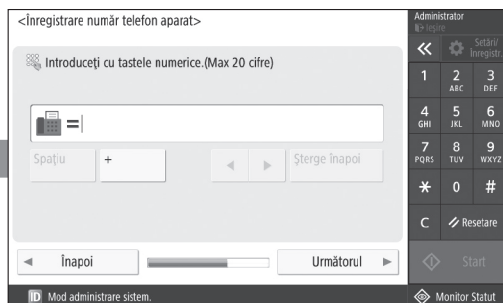 <Înregistrare număr telefon aparat>
Introduceți cu tastele numerice.(Max 20 cifre)
=
Spațiu
+
Șterge înapoi
Înapoi
Următorul
ID Mod administrare sistem.
Administrator
Ieșire
Setări/
Înregistr.
1
2 ABC
3 DEF
4 GHI
5 JKL
6 MNO
7 PQRS
8 TUV
9 WXYZ
* 0 #
C Resetare
Start
Monitor Statut